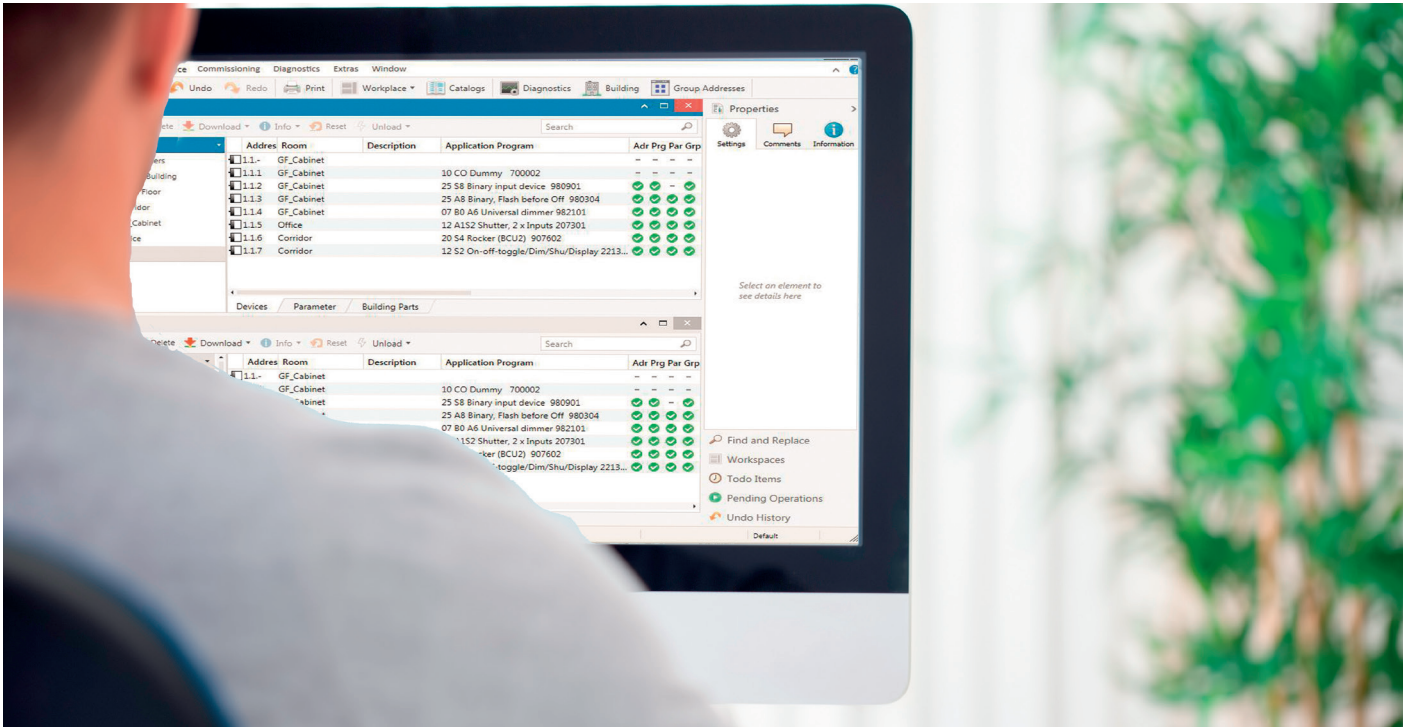 Commissioning Diagnostics Extras Window
Undo Redo Print Workplace Catalogs Diagnostics Building Group Addresses
Properties
Download Info Reset Unload Search
Settings Comments Information
Addres Room Description Application Program Adr Prg Par Grp
1.1.- GF_Cabinet - - - -
Building
1.1.1 GF_Cabinet 10 CO Dummy 700002 - - - -
1.1.2 GF_Cabinet 25 S8 Binary input device 980901 -
Floor
1.1.3 GF_Cabinet 25 A8 Binary, Flash before Off 980304
1.1.4 GF_Cabinet 07 B0 A6 Universal dimmer 982101
Cabinet
1.1.5 Office 12 A1S2 Shutter, 2 x Inputs 207301
1.1.6 Corridor 20 S4 Rocker (BCU2) 907602
1.1.7 Corridor 12 S2 On-off-toggle/Dim/Shu/Display 2213...
Select an element to
see details here
Devices Parameter Building Parts
Delete Download Info Reset Unload Search
Addres Room Description Application Program Adr Prg Par Grp
1.1.- GF_Cabinet - - - -
GF_Cabinet 10 CO Dummy 700002 - - - -
Cabinet 25 S8 Binary input device 980901 -
25 A8 Binary, Flash before Off 980304
07 B0 A6 Universal dimmer 982101
A1S2 Shutter, 2 x Inputs 207301
(BCU2) 907602
-toggle/Dim/Shu/Display 2213...
Find and Replace
Workspaces
Todo Items
Pending Operations
Undo History
Default